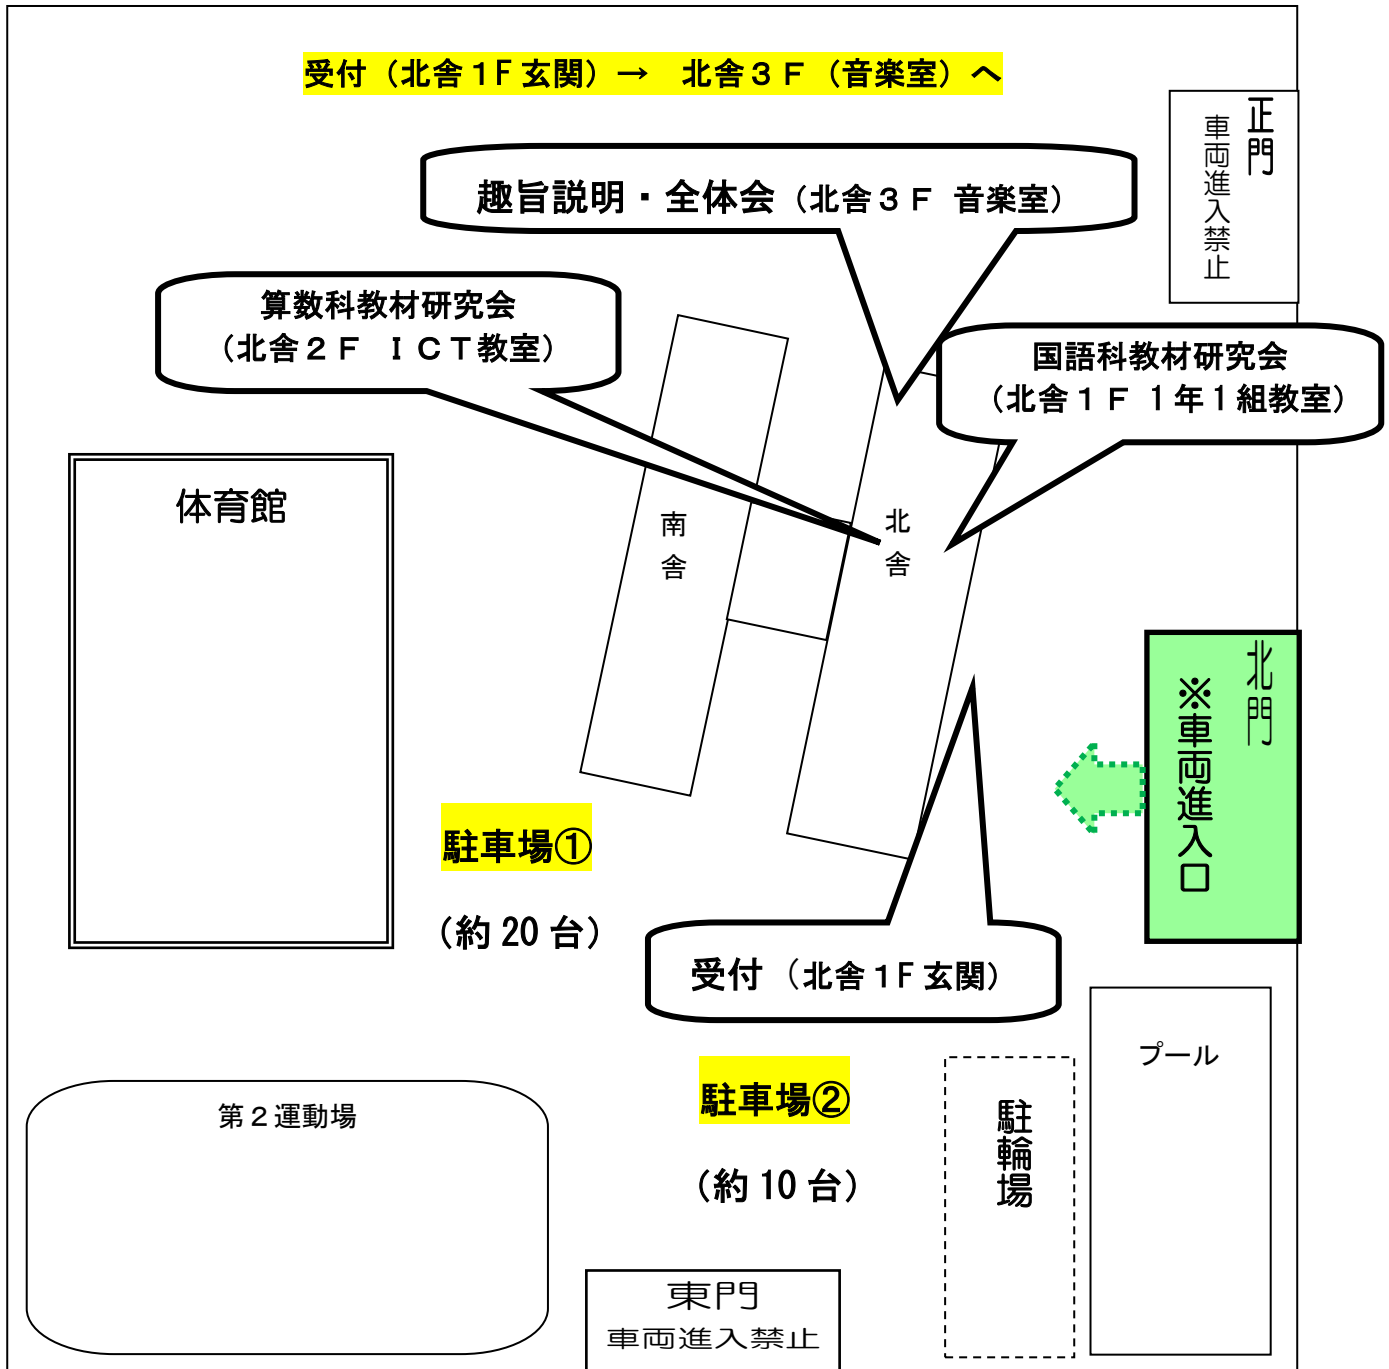 受付（北舎１F 玄関）→　北舎３Ｆ（音楽室）へ
正門
車両進入禁止
趣旨説明・全体会（北舎３Ｆ 音楽室）
算数科教材研究会
（北舎２Ｆ　ＩＣＴ教室）
国語科教材研究会
（北舎１Ｆ １年１組教室）
体育館
南舎
北舎
北門
※車両進入口
駐車場①
（約 20 台）
受付（北舎１F 玄関）
プール
駐車場②
（約 10 台）
駐輪場
第２運動場
東門
車両進入禁止